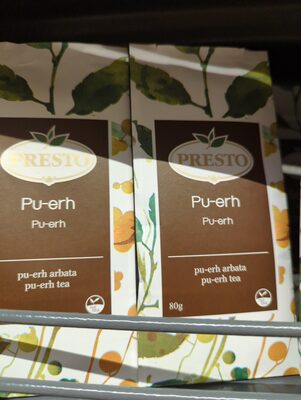 PRESTO
Pu-erh
Pu-erh
pu-erh arbata
pu-erh tea
PRESTO
Pu-erh
Pu-erh
pu-erh arbata
pu-erh tea
80g